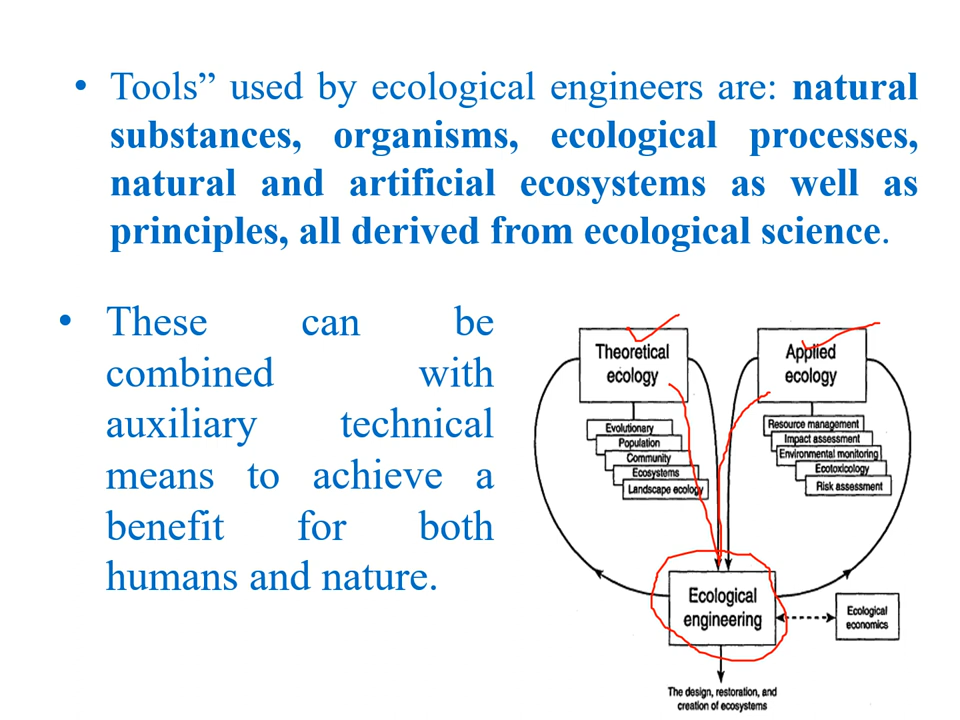 • Tools” used by ecological engineers are: natural
substances, organisms, ecological processes,
natural and artificial ecosystems as well as
principles, all derived from ecological science.
• These can be
combined with
auxiliary technical
means to achieve a
benefit for both
humans and nature.
Theoretical
ecology
Evolutionary
Population
Community
Ecosystems
Landscape ecology
Applied
ecology
Resource management
Impact assessment
Environmental monitoring
Ecotoxicology
Risk assessment
Ecological
engineering
Ecological
economics
The design, restoration, and
creation of ecosystems